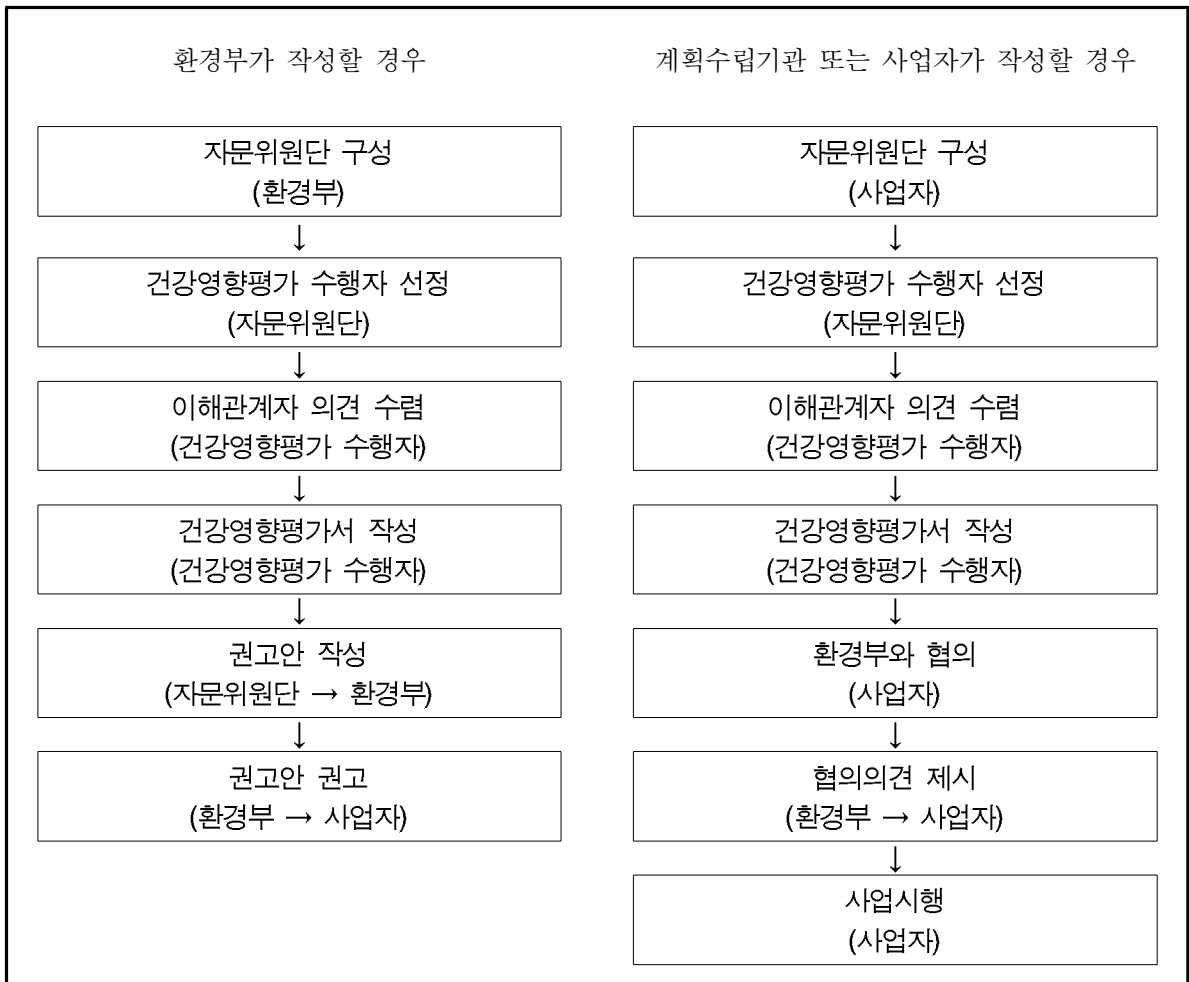 환경부가 작성할 경우
자문위원단 구성
(환경부)
↓
건강영향평가 수행자 선정
(자문위원단)
↓
이해관계자 의견 수렴
(건강영향평가 수행자)
↓
건강영향평가서 작성
(건강영향평가 수행자)
↓
권고안 작성
(자문위원단 → 환경부)
↓
권고안 권고
(환경부 → 사업자)
계획수립기관 또는 사업자가 작성할 경우
자문위원단 구성
(사업자)
↓
건강영향평가 수행자 선정
(자문위원단)
↓
이해관계자 의견 수렴
(건강영향평가 수행자)
↓
건강영향평가서 작성
(건강영향평가 수행자)
↓
환경부와 협의
(사업자)
↓
협의의견 제시
(환경부 → 사업자)
↓
사업시행
(사업자)